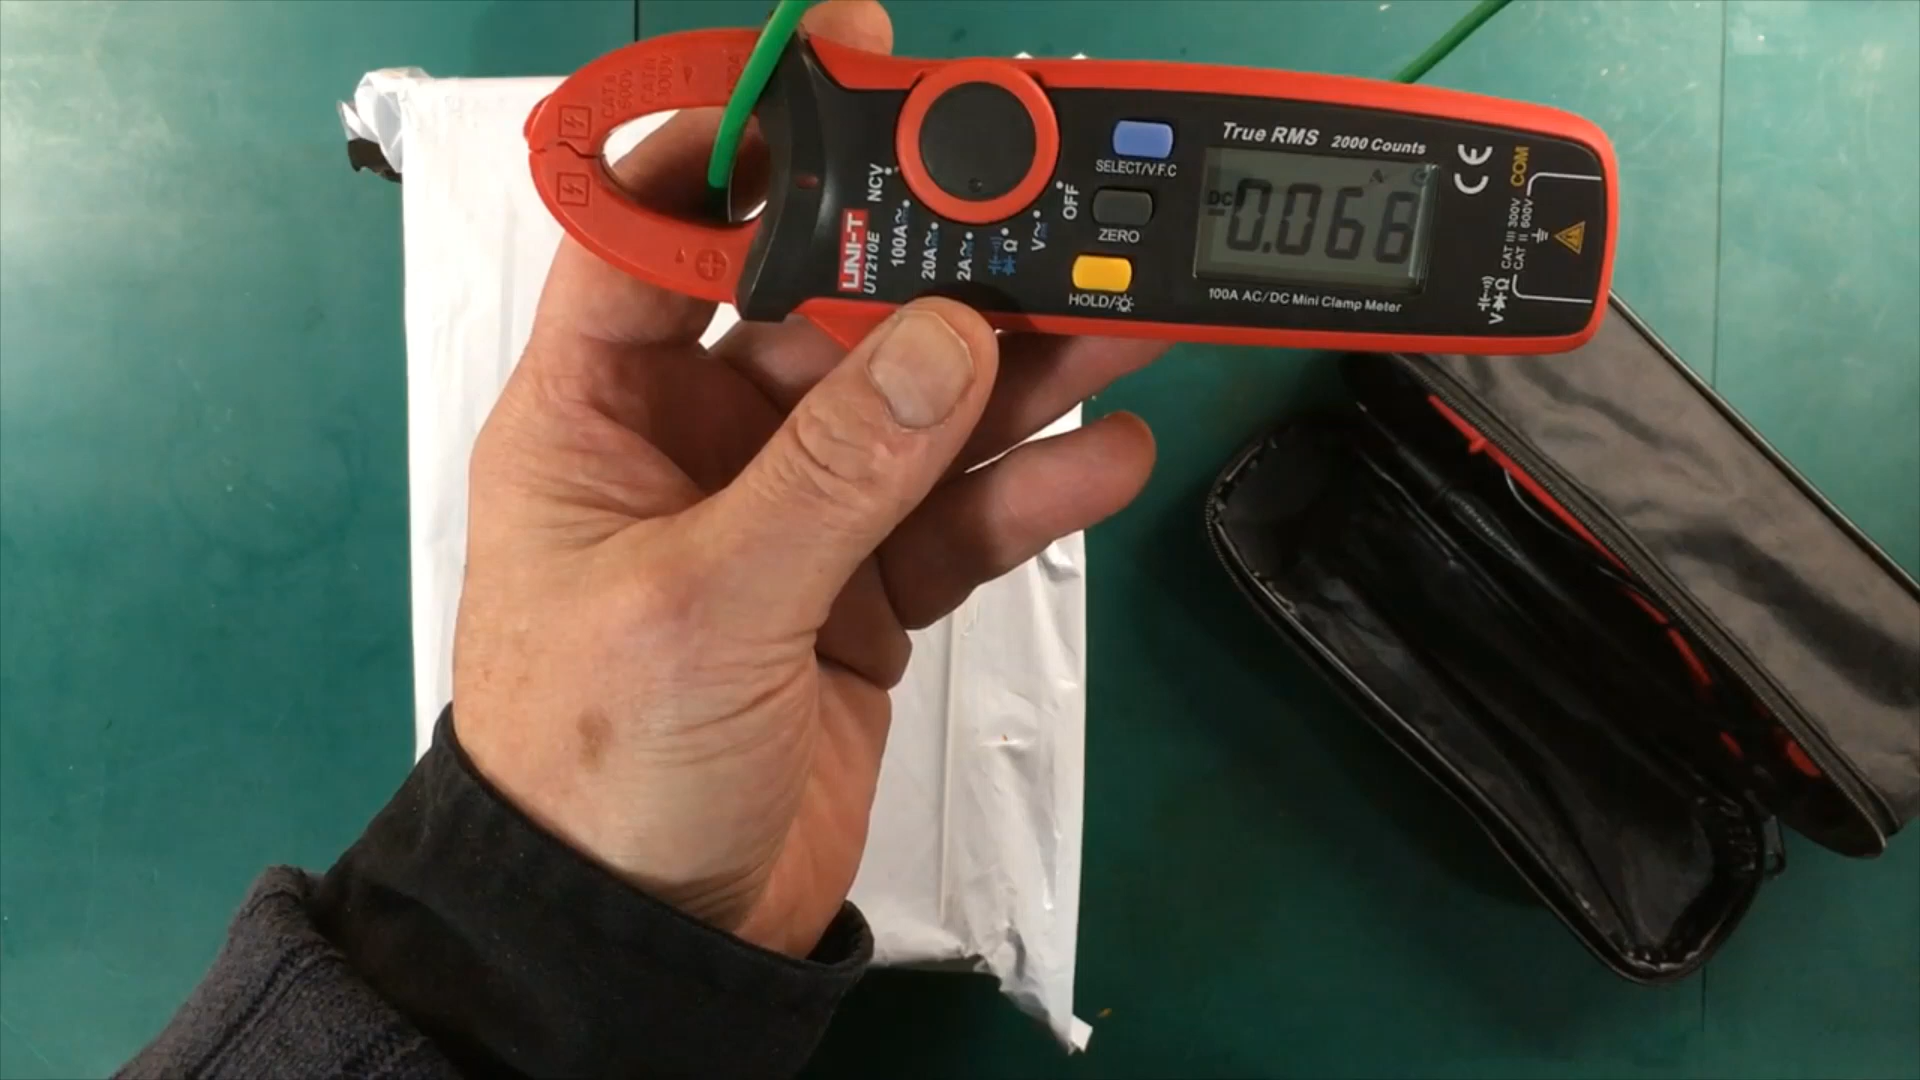 CAT II
600V
CAT II
300V
UNI-T
UT210E
NCV
100A
20A
2A
Ω
V
OFF
SELECT/V.F.C
ZERO
HOLD/
True RMS 2000 Counts
DC
-0.066
100A AC/DC Mini Clamp Meter
CE
COM
CAT III 300V
CAT II 600V
V Ω